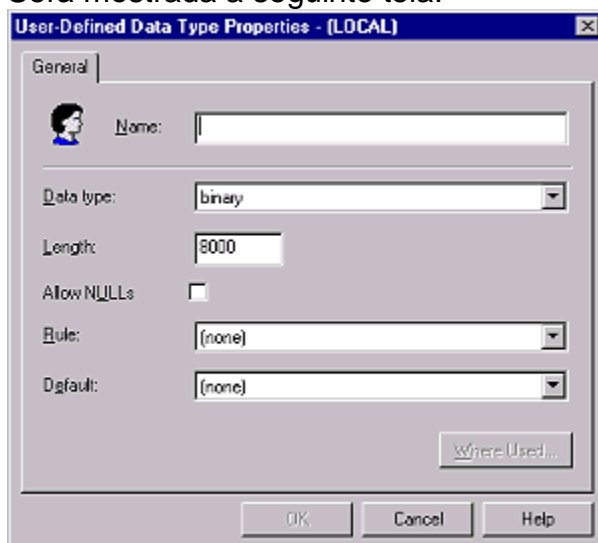 Será mostrada a seguinte tela:
User-Defined Data Type Properties - (LOCAL)
General
Name:
Data type: binary
Length: 8000
Allow NULLs
Rule: (none)
Default: (none)
Where Used...
OK Cancel Help